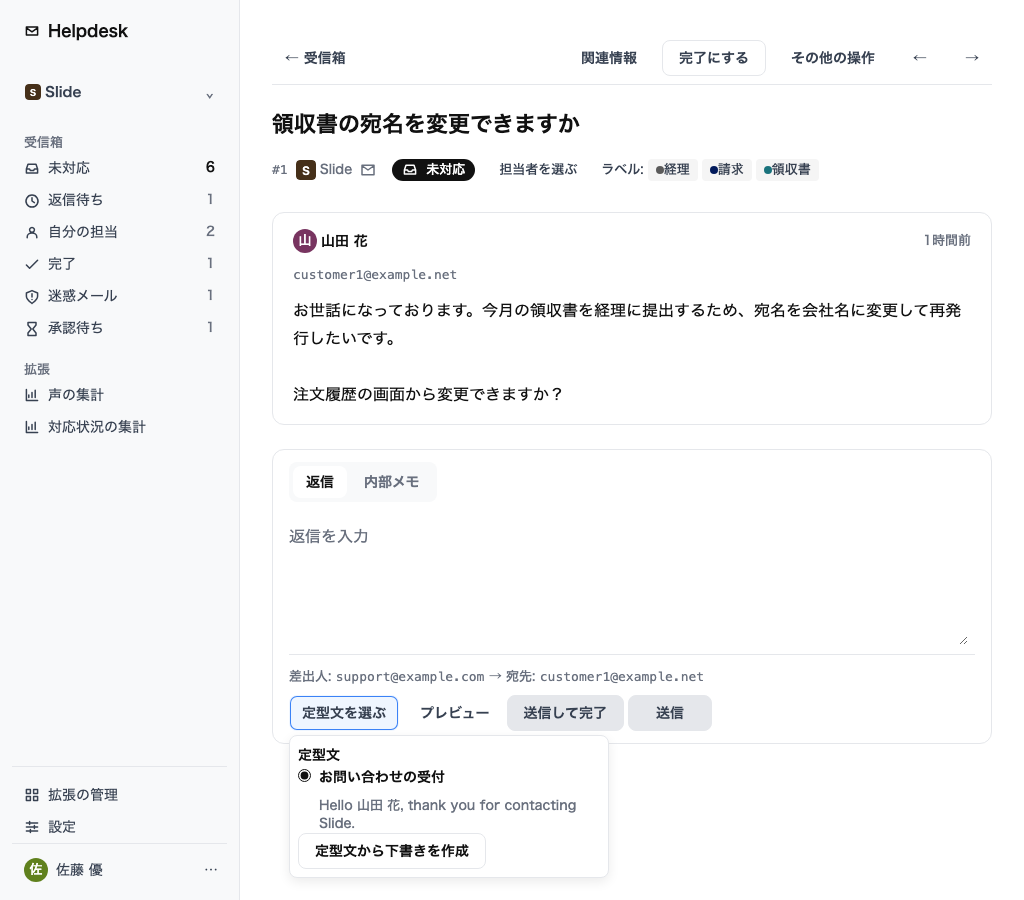 Helpdesk
S Slide
受信箱
未対応 6
返信待ち 1
自分の担当 2
完了 1
迷惑メール 1
承認待ち 1
拡張
声の集計
対応状況の集計
拡張の管理
設定
佐 佐藤 優 ...
← 受信箱 関連情報 完了にする その他の操作 ← →
領収書の宛名を変更できますか
#1 S Slide 未対応 担当者を選ぶ ラベル: 経理 請求 領収書
山 山田 花 1時間前
customer1@example.net
お世話になっております。今月の領収書を経理に提出するため、宛名を会社名に変更して再発
行したいです。
注文履歴の画面から変更できますか？
返信 内部メモ
返信を入力
差出人: support@example.com → 宛先: customer1@example.net
定型文を選ぶ プレビュー 送信して完了 送信
定型文
お問い合わせの受付
Hello 山田 花, thank you for contacting
Slide.
定型文から下書きを作成